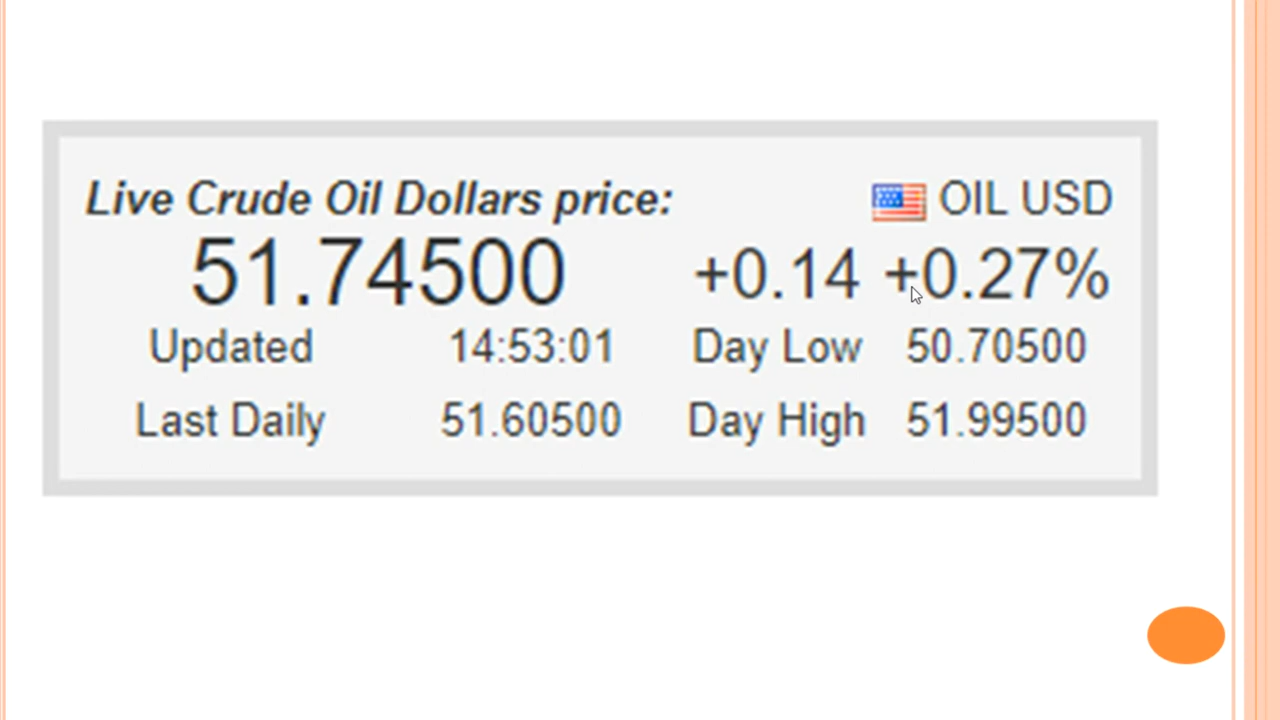 Live Crude Oil Dollars price: OIL USD
51.74500 +0.14 +0.27%
Updated 14:53:01 Day Low 50.70500
Last Daily 51.60500 Day High 51.99500